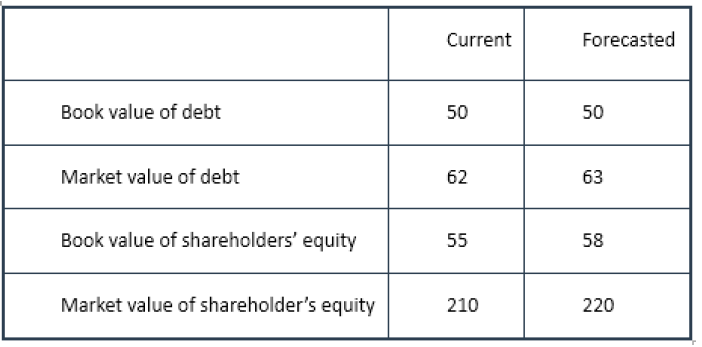 Current Forecasted
Book value of debt 50 50
Market value of debt 62 63
Book value of shareholders’ equity 55 58
Market value of shareholder’s equity 210 220